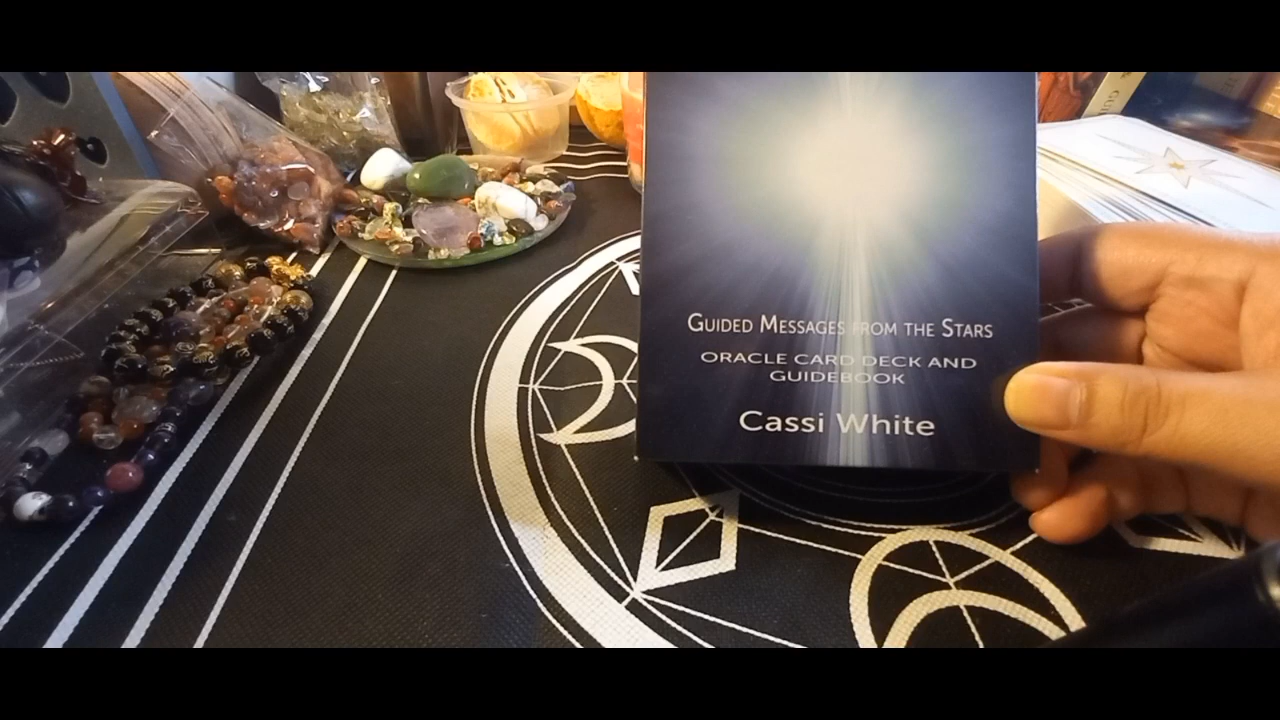 GUIDED MESSAGES FROM THE STARS
ORACLE CARD DECK AND
GUIDEBOOK
Cassi White